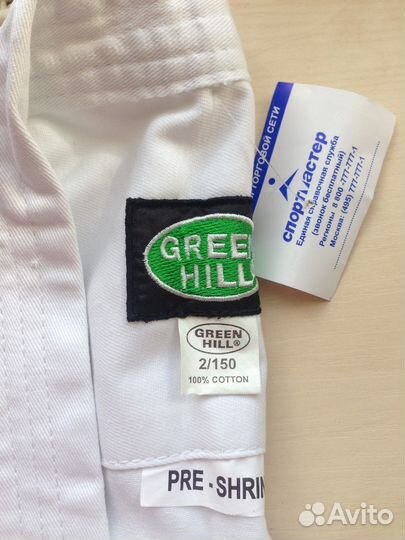 GREEN
HILL
GREEN
HILL®
2/150
100% COTTON
PRE-SHRIN
ТОРГОВОЙ СЕТИ
спортмастер
Единая справочная служба
(звонок бесплатный)
Регионы 8 800 -777-777-1
Москва: (495) 777-777-1
Avito